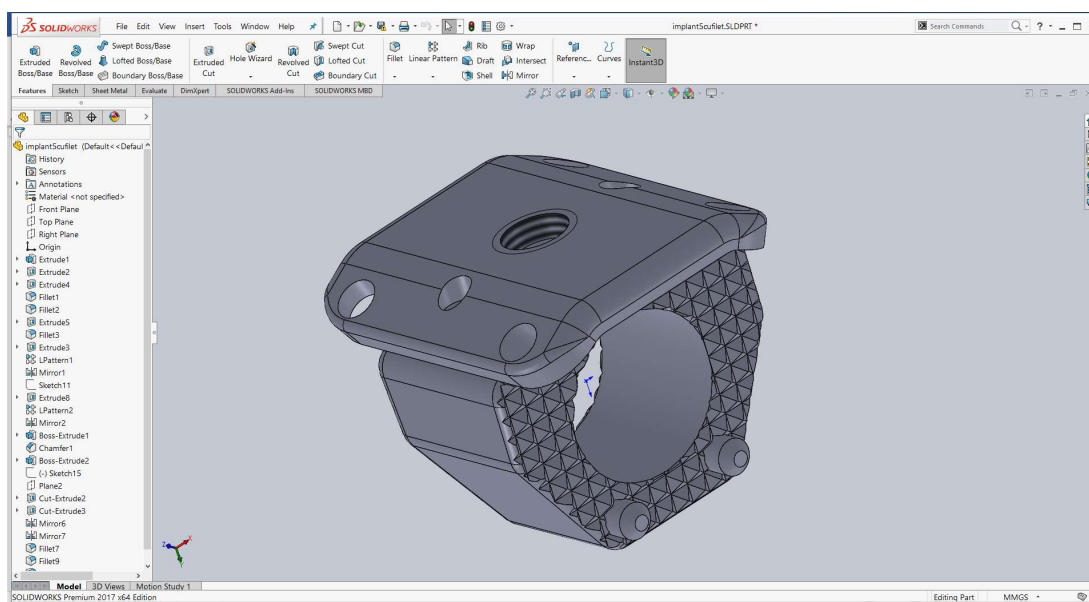 SOLIDWORKS File Edit View Insert Tools Window Help implant5cufilet.SLDPRT * Search Commands
Extruded Boss/Base
Revolved Boss/Base
Swept Boss/Base
Lofted Boss/Base
Boundary Boss/Base
Extruded Cut
Hole Wizard
Revolved Cut
Swept Cut
Lofted Cut
Boundary Cut
Fillet
Linear Pattern
Rib
Draft
Shell
Wrap
Intersect
Mirror
Referenc...
Curves
Instant3D
Features Sketch Sheet Metal Evaluate DimXpert SOLIDWORKS Add-Ins SOLIDWORKS MBD
implant5cufilet (Default<<Defaul
History
Sensors
Annotations
Material <not specified>
Front Plane
Top Plane
Right Plane
Origin
Extrude1
Extrude2
Extrude4
Fillet1
Fillet2
Extrude5
Fillet3
Extrude3
LPattern1
Mirror1
Sketch11
Extrude8
LPattern2
Mirror2
Boss-Extrude1
Chamfer1
Boss-Extrude2
(-) Sketch15
Plane2
Cut-Extrude2
Cut-Extrude3
Mirror6
Mirror7
Fillet7
Fillet9
Z X Y
Model 3D Views Motion Study 1
SOLIDWORKS Premium 2017 x64 Edition Editing Part MMGS